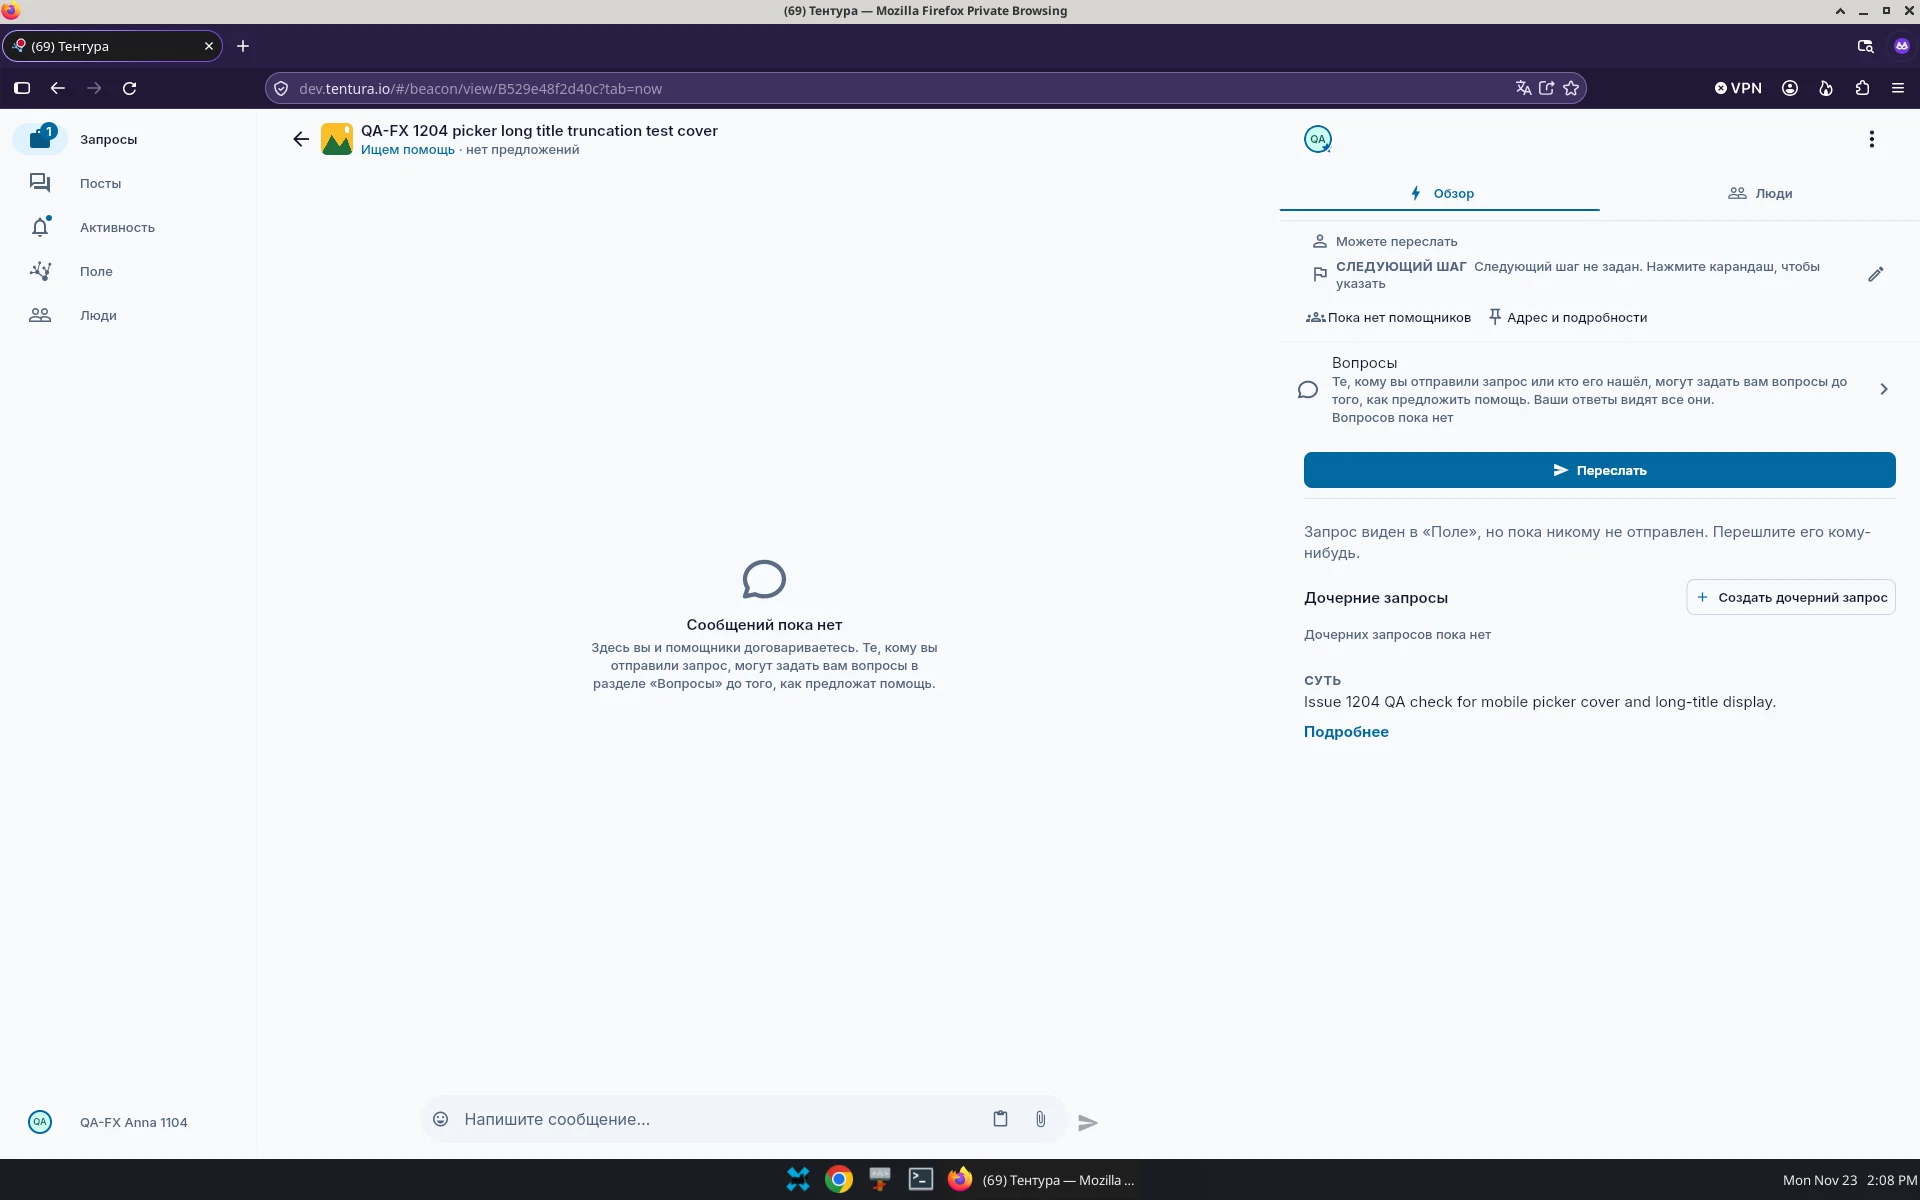 (69) Тентура — Mozilla Firefox Private Browsing
(69) Тентура
dev.tentura.io/#/beacon/view/B529e48f2d40c?tab=now
VPN
1
Запросы
Посты
Активность
Поле
Люди
QA
QA-FX Anna 1104
QA-FX 1204 picker long title truncation test cover
Ищем помощь · нет предложений
Сообщений пока нет
Здесь вы и помощники договариваетесь. Те, кому вы
отправили запрос, могут задать вам вопросы в
разделе «Вопросы» до того, как предложат помощь.
Напишите сообщение...
QA
Обзор
Люди
Можете переслать
СЛЕДУЮЩИЙ ШАГ Следующий шаг не задан. Нажмите карандаш, чтобы
указать
Пока нет помощников
Адрес и подробности
Вопросы
Те, кому вы отправили запрос или кто его нашёл, могут задать вам вопросы до
того, как предложить помощь. Ваши ответы видят все они.
Вопросов пока нет
Переслать
Запрос виден в «Поле», но пока никому не отправлен. Перешлите его кому-
нибудь.
Дочерние запросы
Создать дочерний запрос
Дочерних запросов пока нет
СУТЬ
Issue 1204 QA check for mobile picker cover and long-title display.
Подробнее
(69) Тентура — Mozilla ...
Mon Nov 23 2:08 PM